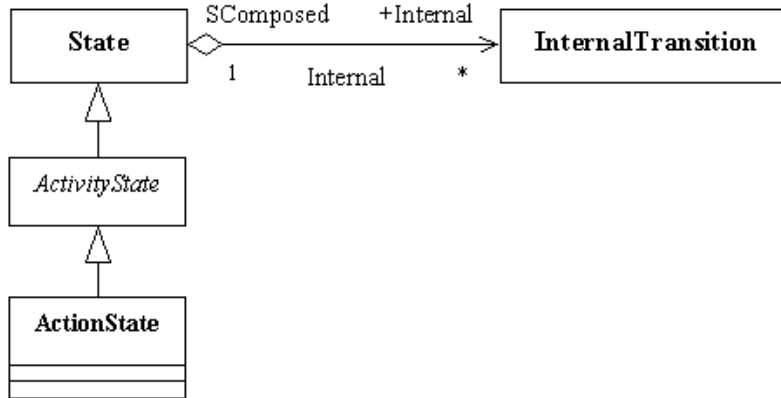 SComposed +Internal
State
InternalTransition
1 Internal *
ActivityState
ActionState